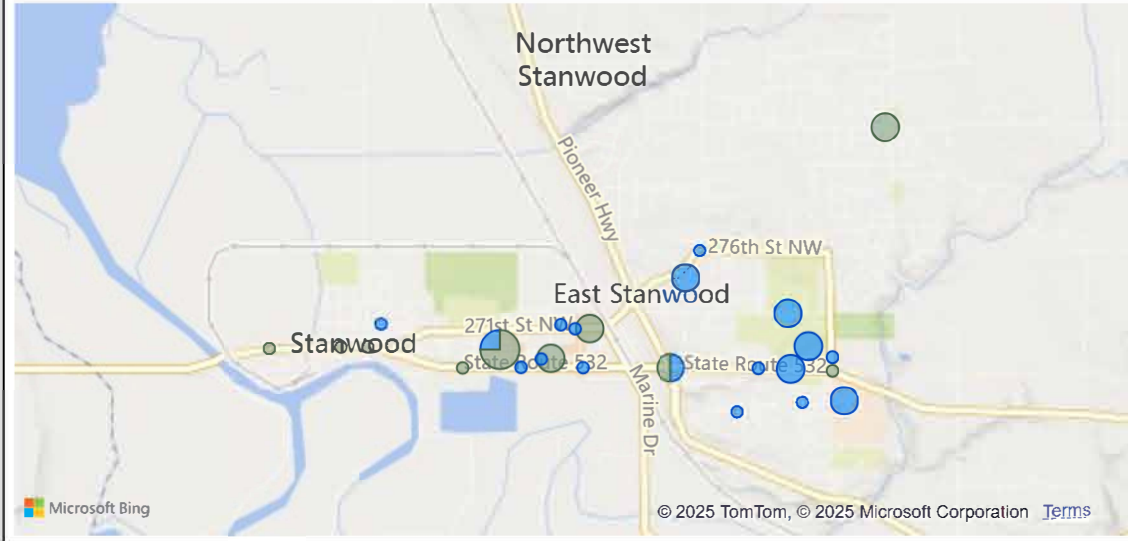 Northwest
Stanwood
Pioneer Hwy
276th St NW
East Stanwood
271st St NW
Stanwood
State Route 532
State Route 532
Marine Dr
Microsoft Bing
© 2025 TomTom, © 2025 Microsoft Corporation Terms